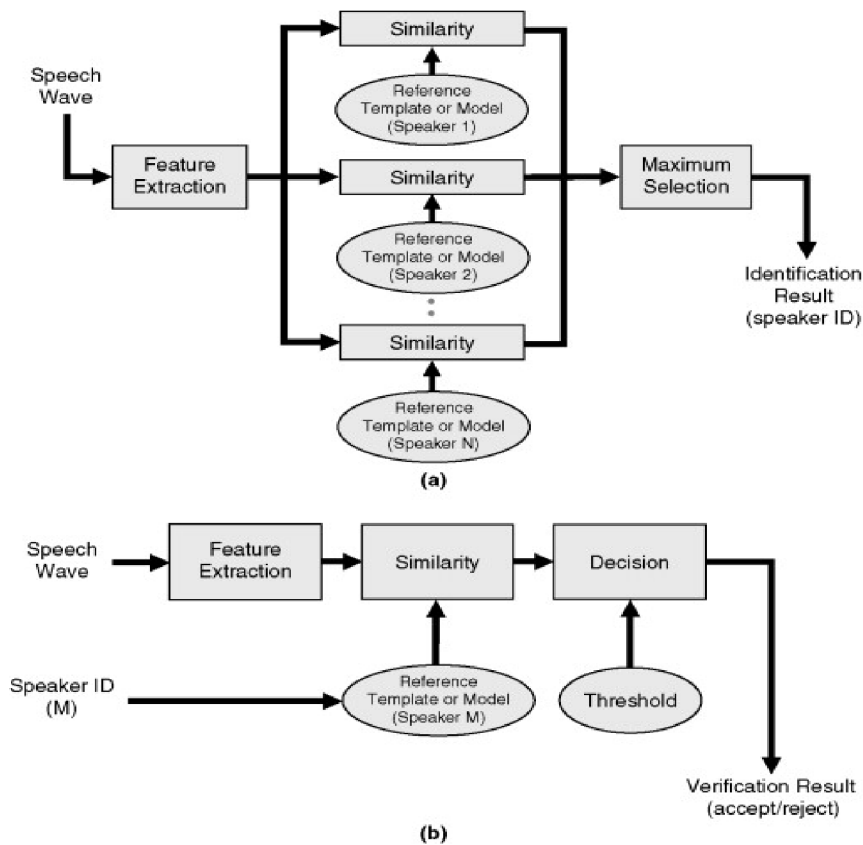 Similarity
Speech
Wave
Reference
Template or Model
(Speaker 1)
Feature
Extraction
Similarity
Maximum
Selection
Reference
Template or Model
(Speaker 2)
Identification
Result
(speaker ID)
Similarity
Reference
Template or Model
(Speaker N)
(a)
Speech
Wave
Feature
Extraction
Similarity
Decision
Speaker ID
(M)
Reference
Template or Model
(Speaker M)
Threshold
Verification Result
(accept/reject)
(b)